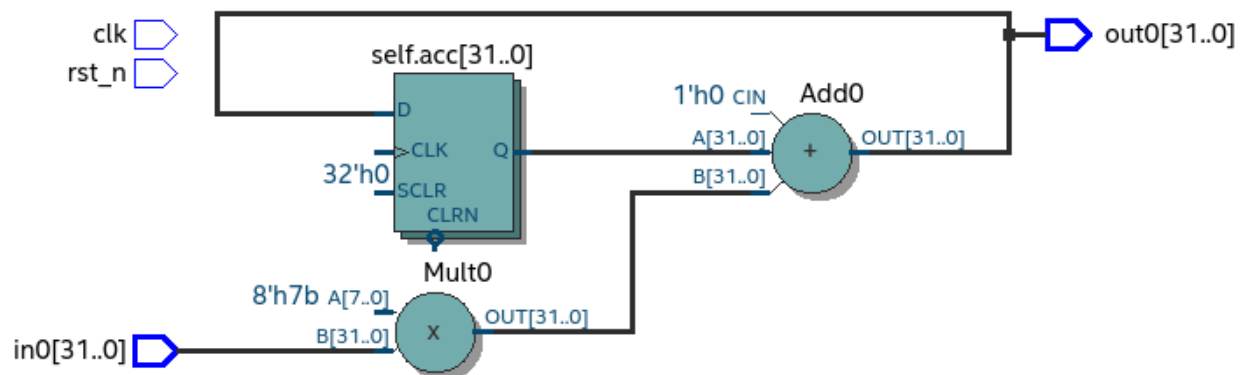 clk
out0[31..0]
rst_n
self.acc[31..0]
1'h0 CIN
Add0
D
A[31..0]
+
OUT[31..0]
CLK
Q
32'h0
SCLR
B[31..0]
CLRN
Mult0
8'h7b A[7..0]
OUT[31..0]
B[31..0]
x
in0[31..0]